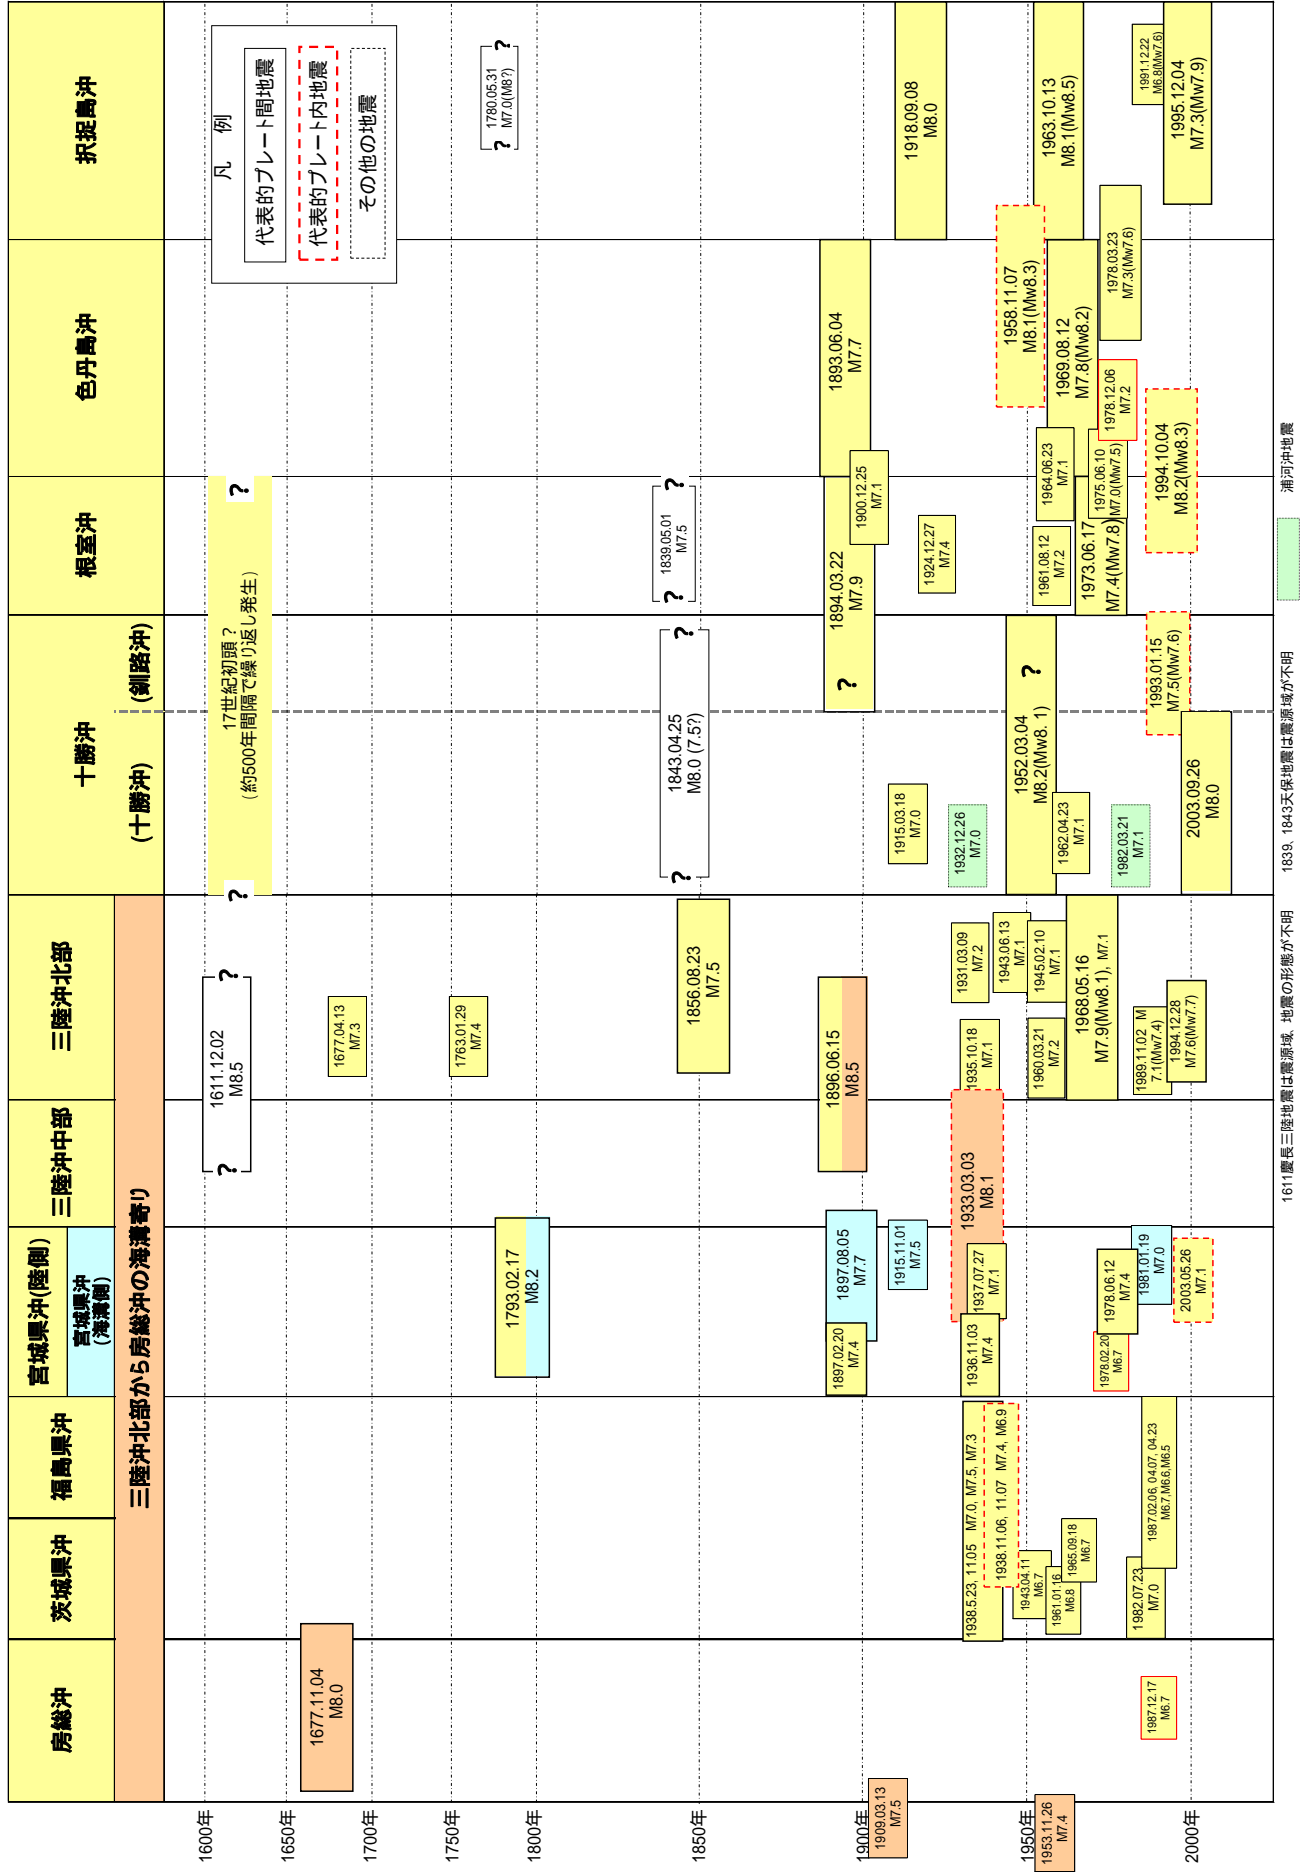 房総沖
茨城県沖
福島県沖
宮城県沖(陸側)
宮城県沖
(海溝側)
三陸沖中部
三陸沖北部
三陸沖北部から房総沖の海溝寄り
十勝沖
(十勝沖)
(釧路沖)
根室沖
色丹島沖
択捉島沖
凡 例
代表的プレート間地震
代表的プレート内地震
その他の地震
1600年
1650年
1700年
1750年
1800年
1850年
1900年
1950年
2000年
1677.11.04
M8.0
1909.03.13
M7.5
1953.11.26
M7.4
1987.12.17
M6.7
1938.5.23, 11.05 M7.0, M7.5, M7.3
1938.11.06, 11.07 M7.4, M6.9
1943.04.11
M6.7
1961.01.16
M6.8
1965.09.18
M6.7
1982.07.23
M7.0
1987.02.06, 04.07, 04.23
M6.7,M6.6,M6.5
1793.02.17
M8.2
1897.02.20
M7.4
1897.08.05
M7.7
1915.11.01
M7.5
1933.03.03
M8.1
1936.11.03
M7.4
1937.07.27
M7.1
1978.02.20
M6.7
1978.06.12
M7.4
1981.01.19
M7.0
2003.05.26
M7.1
?
1611.12.02
M8.5
?
1677.04.13
M7.3
1763.01.29
M7.4
1856.08.23
M7.5
1896.06.15
M8.5
1931.03.09
M7.2
1935.10.18
M7.1
1943.06.13
M7.1
1945.02.10
M7.1
1960.03.21
M7.2
1968.05.16
M7.9(Mw8.1), M7.1
1989.11.02 M
7.1(Mw7.4)
1994.12.28
M7.6(Mw7.7)
?
17世紀初頭?
(約500年間隔で繰り返し発生)
?
?
1843.04.25
M8.0 (7.5?)
?
1915.03.18
M7.0
1932.12.26
M7.0
1952.03.04
M8.2(Mw8. 1)
?
1962.04.23
M7.1
1982.03.21
M7.1
1993.01.15
M7.5(Mw7.6)
2003.09.26
M8.0
?
1839.05.01
M7.5
?
?
1894.03.22
M7.9
1900.12.25
M7.1
1924.12.27
M7.4
1961.08.12
M7.2
1964.06.23
M7.1
1973.06.17
M7.4(Mw7.8)
1975.06.10
M7.0(Mw7.5)
1994.10.04
M8.2(Mw8.3)
1893.06.04
M7.7
1958.11.07
M8.1(Mw8.3)
1969.08.12
M7.8(Mw8.2)
1978.12.06
M7.2
1978.03.23
M7.3(Mw7.6)
?
1780.05.31
M7.0(M8?)
?
1918.09.08
M8.0
1963.10.13
M8.1(Mw8.5)
1991.12.22
M6.8(Mw7.6)
1995.12.04
M7.3(Mw7.9)
1611慶長三陸地震は震源域、地震の形態が不明
1839、1843天保地震は震源域が不明
浦河沖地震